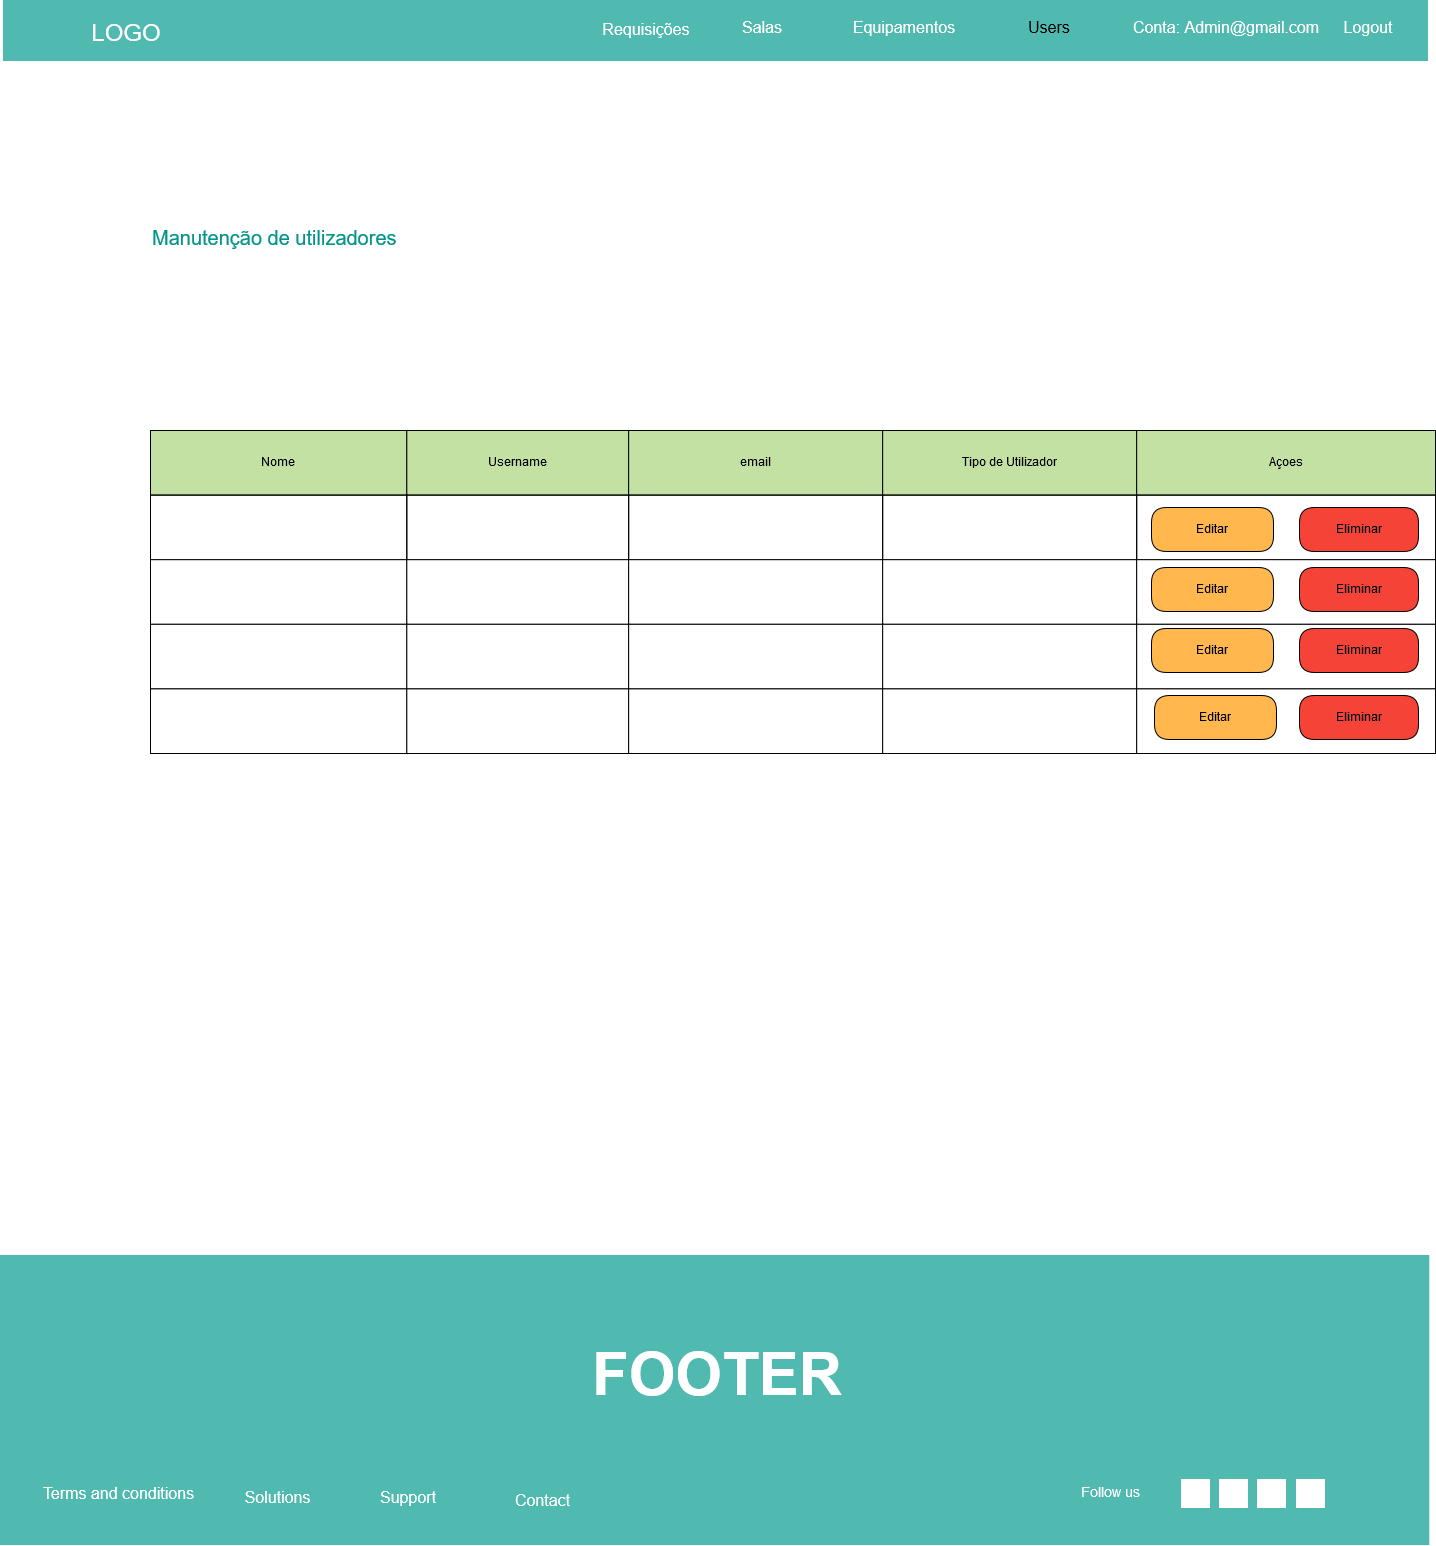 LOGO
Requisições Salas Equipamentos Users Conta: Admin@gmail.com Logout
Manutenção de utilizadores
Nome Username email Tipo de Utilizador Açoes
Editar Eliminar
Editar Eliminar
Editar Eliminar
Editar Eliminar
FOOTER
Terms and conditions Solutions Support Contact Follow us